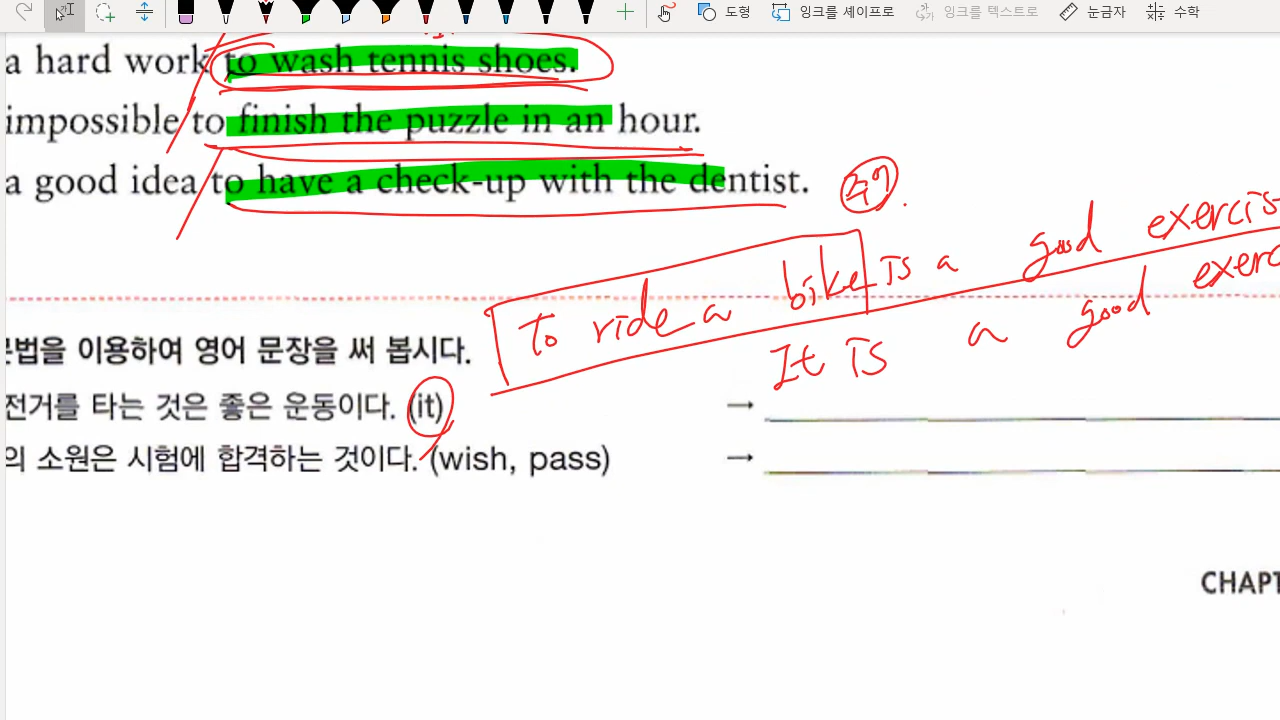 도형 잉크를 셰이프로 잉크를 텍스트로 눈금자 수학
a hard work to wash tennis shoes.
impossible to finish the puzzle in an hour.
a good idea to have a check-up with the dentist.
To ride a bike is a good exercis
It is a good exerc
법을 이용하여 영어 문장을 써 봅시다.
전거를 타는 것은 좋은 운동이다. (it) →
의 소원은 시험에 합격하는 것이다. (wish, pass) →
CHAPT